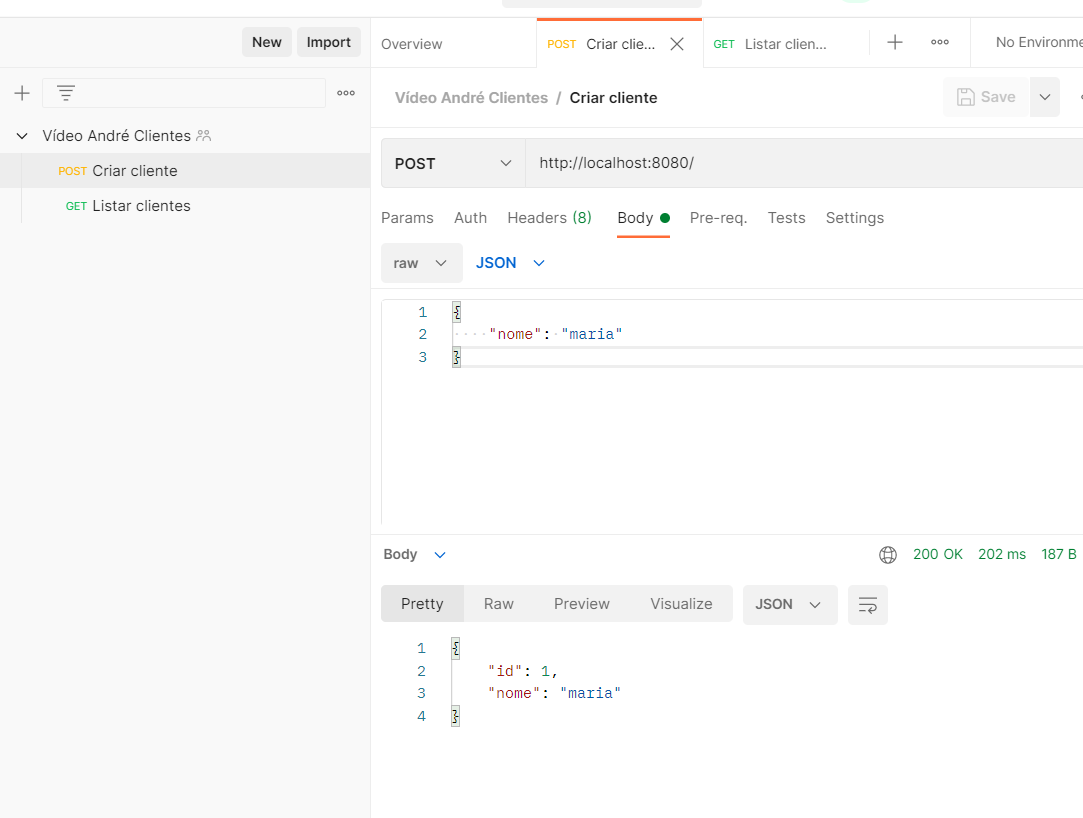 New Import
Overview
POST Criar clie...
GET Listar clien...
No Environme
Vídeo André Clientes / Criar cliente
Save
Vídeo André Clientes
POST Criar cliente
GET Listar clientes
POST http://localhost:8080/
Params Auth Headers (8) Body Pre-req. Tests Settings
raw JSON
1 {
2 "nome": "maria"
3 }
Body 200 OK 202 ms 187 B
Pretty Raw Preview Visualize JSON
1 {
2 "id": 1,
3 "nome": "maria"
4 }